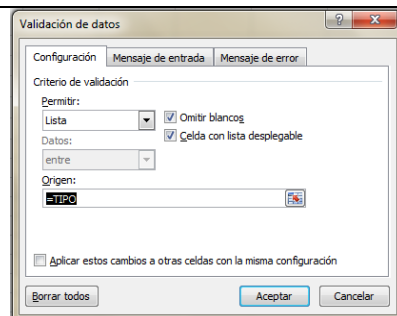 Validación de datos
Configuración Mensaje de entrada Mensaje de error
Criterio de validación
Permitir:
Lista Omitir blancos
Datos: Celda con lista desplegable
entre
Origen:
=TIPO
Aplicar estos cambios a otras celdas con la misma configuración
Borrar todos Aceptar Cancelar